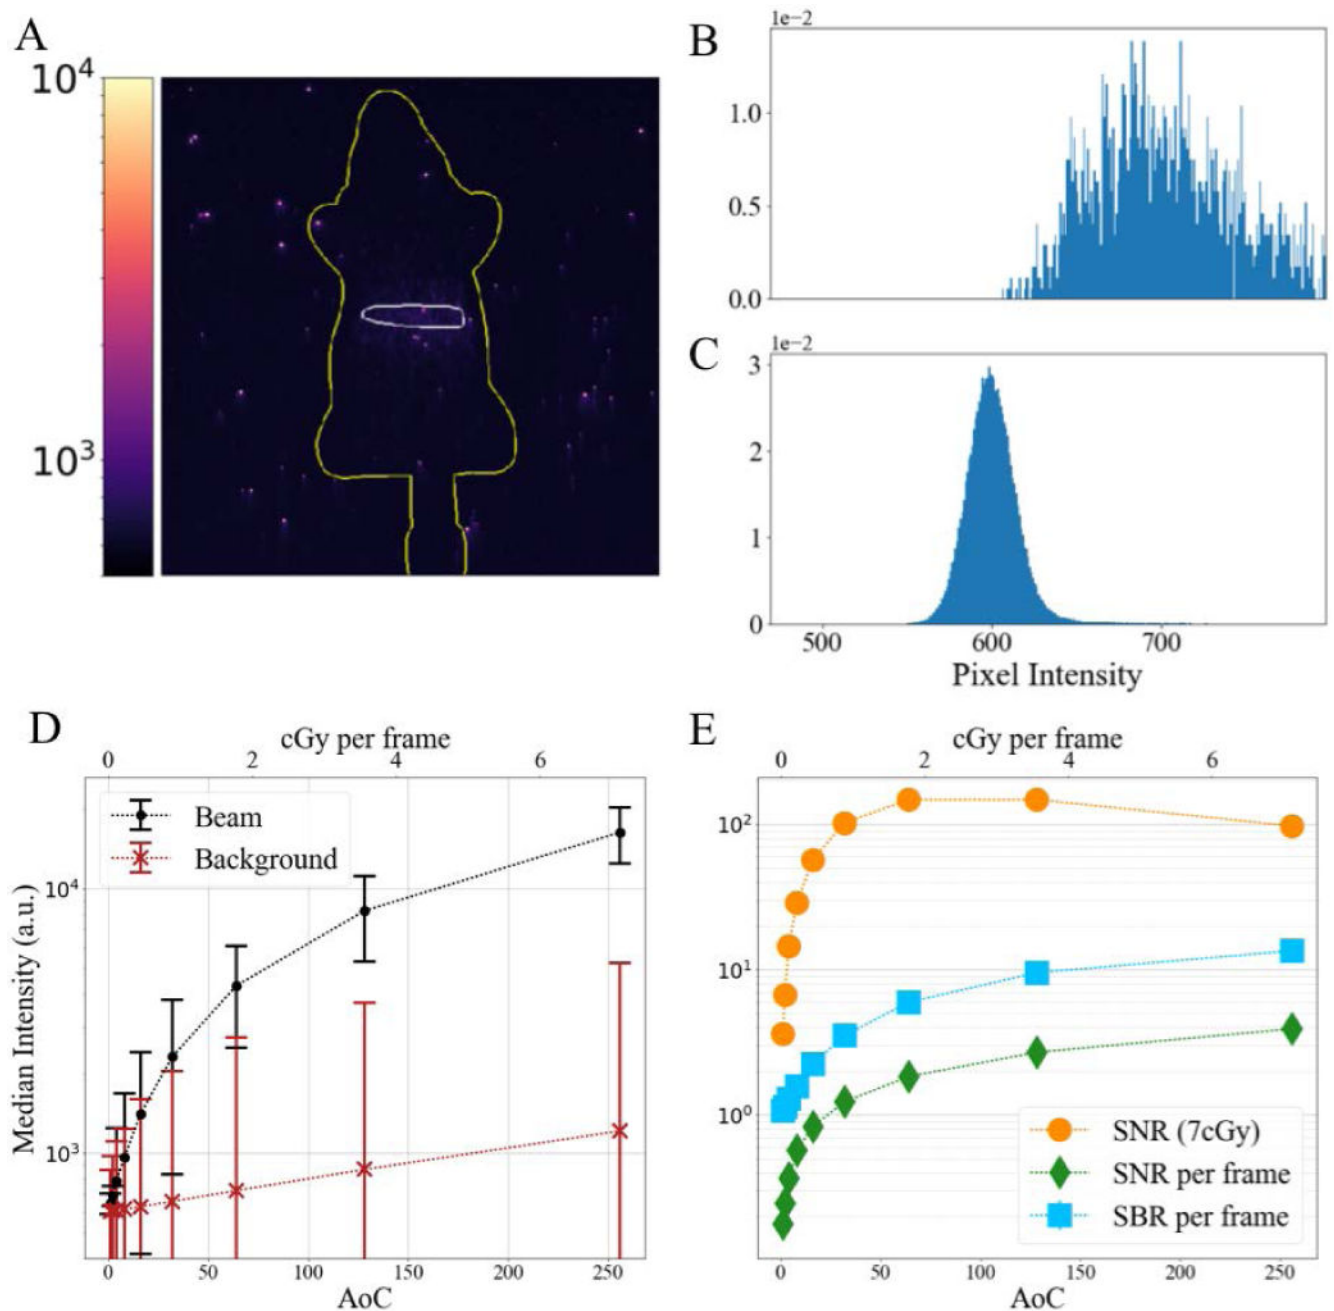 A
10⁴
10³
B
1e−2
1.0
0.5
0.0
C
1e−2
3
2
1
0
500 600 700
Pixel Intensity
D
cGy per frame
0 2 4 6
Beam
Background
Median Intensity (a.u.)
10⁴
10³
0 50 100 150 200 250
AoC
E
cGy per frame
0 2 4 6
10²
10¹
10⁰
SNR (7cGy)
SNR per frame
SBR per frame
0 50 100 150 200 250
AoC